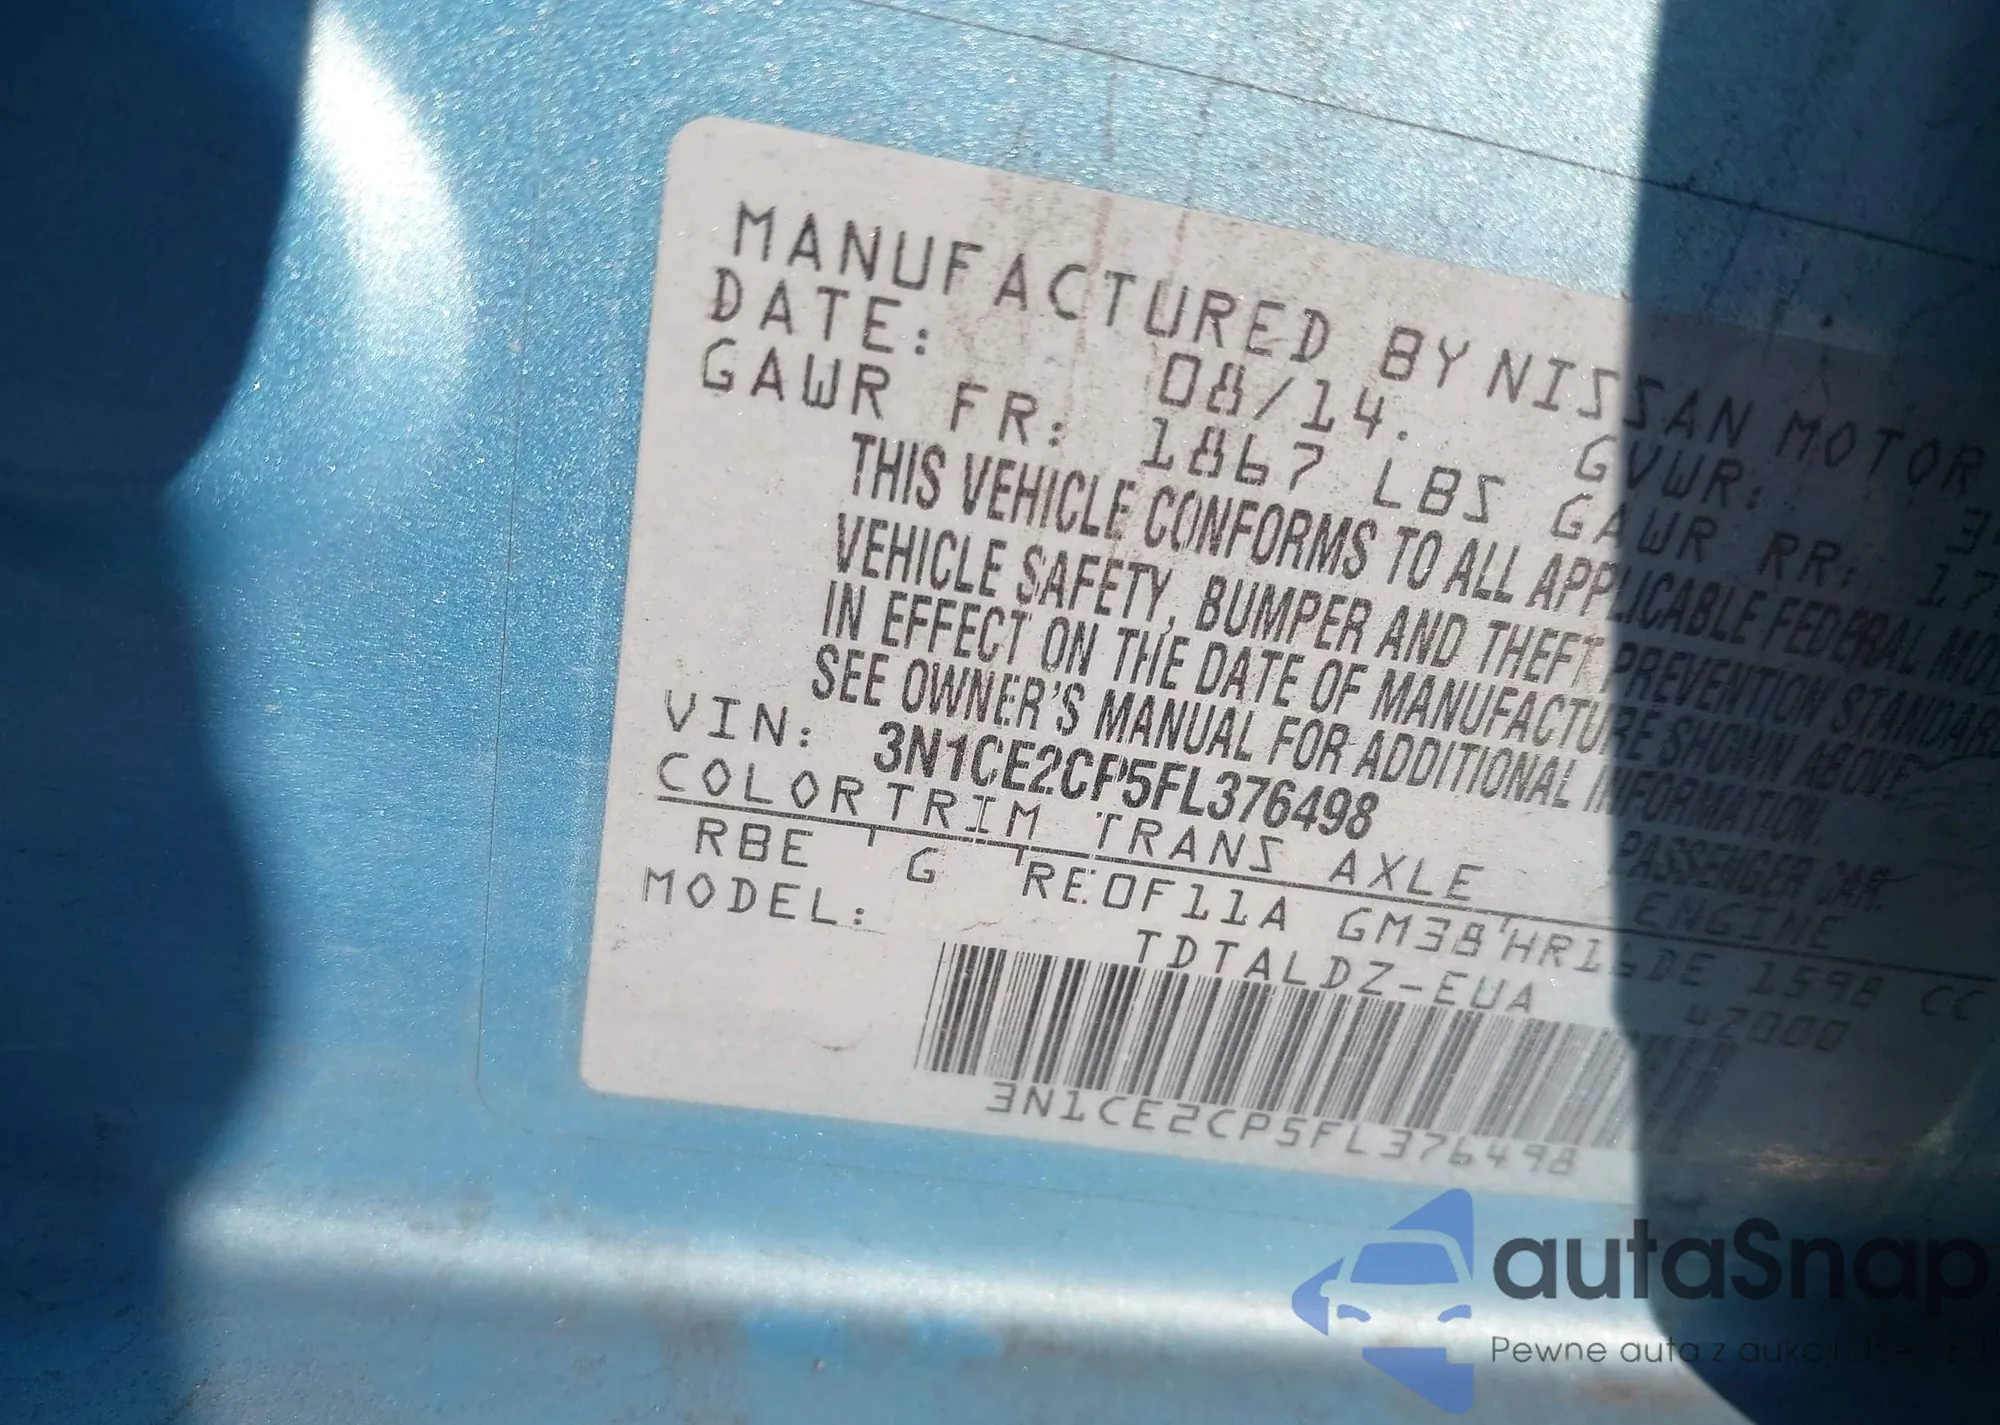 MANUFACTURED BY NISSAN MOTOR
DATE: 08/14. GVWR:
GAWR FR: 1867 LBS GAWR RR:
THIS VEHICLE CONFORMS TO ALL APPLICABLE FEDERAL
VEHICLE SAFETY, BUMPER AND THEFT PREVENTION
IN EFFECT ON THE DATE OF MANUFACTURE SHOWN ABOVE
SEE OWNER'S MANUAL FOR ADDITIONAL INFORMATION.
VIN: 3N1CE2CP5FL376498 PASSENGER CAR.
COLOR TRIM TRANS AXLE ENGINE
RBE G RE0F11A GM38 HR16DE 1598 CC
MODEL: TDTALDZ-EUA
3N1CE2CP5FL376498
autaSnap
Pewne auta z